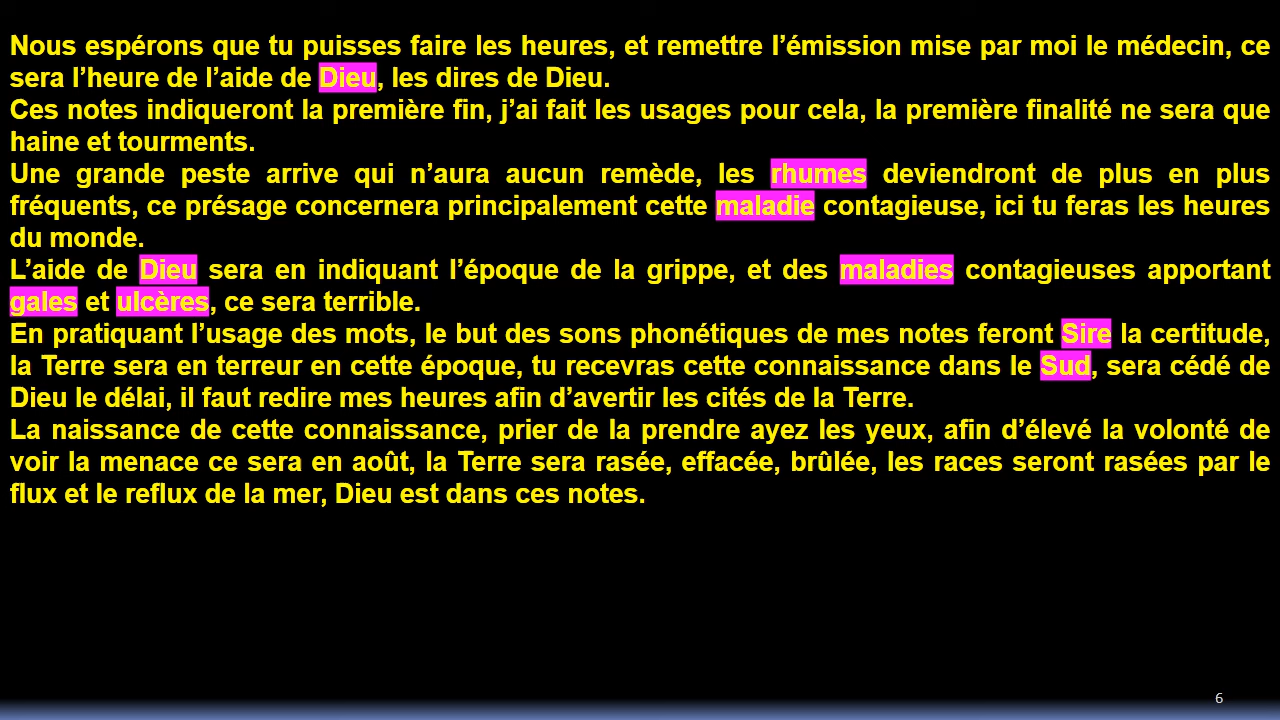 Nous espérons que tu puisses faire les heures, et remettre l’émission mise par moi le médecin, ce
sera l’heure de l’aide de Dieu, les dires de Dieu.
Ces notes indiqueront la première fin, j’ai fait les usages pour cela, la première finalité ne sera que
haine et tourments.
Une grande peste arrive qui n’aura aucun remède, les rhumes deviendront de plus en plus
fréquents, ce présage concernera principalement cette maladie contagieuse, ici tu feras les heures
du monde.
L’aide de Dieu sera en indiquant l’époque de la grippe, et des maladies contagieuses apportant
gales et ulcères, ce sera terrible.
En pratiquant l’usage des mots, le but des sons phonétiques de mes notes feront Sire la certitude,
la Terre sera en terreur en cette époque, tu recevras cette connaissance dans le Sud, sera cédé de
Dieu le délai, il faut redire mes heures afin d’avertir les cités de la Terre.
La naissance de cette connaissance, prier de la prendre ayez les yeux, afin d’élevé la volonté de
voir la menace ce sera en août, la Terre sera rasée, effacée, brûlée, les races seront rasées par le
flux et le reflux de la mer, Dieu est dans ces notes.
6